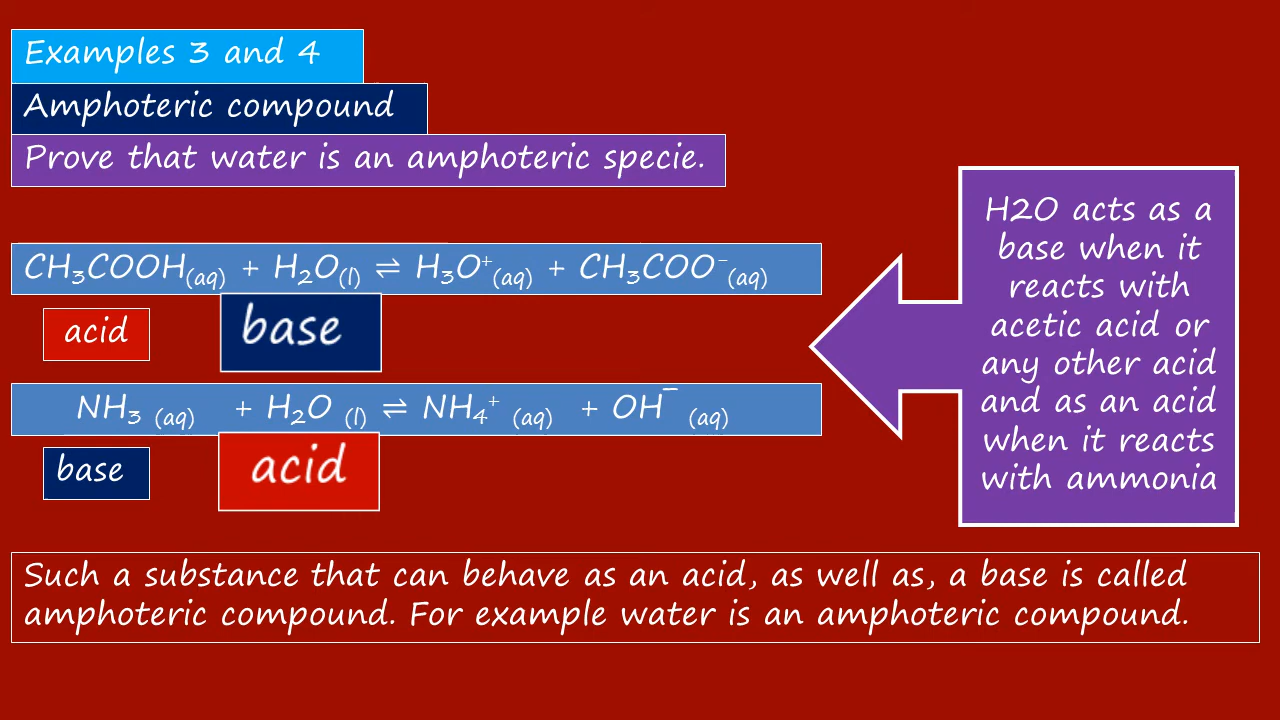 Examples 3 and 4
Amphoteric compound
Prove that water is an amphoteric specie.
CH₃COOH(aq) + H₂O(l) ⇌ H₃O⁺(aq) + CH₃COO⁻(aq)
acid base
NH₃ (aq) + H₂O (l) ⇌ NH₄⁺ (aq) + OH⁻ (aq)
base acid
H2O acts as a
base when it
reacts with
acetic acid or
any other acid
and as an acid
when it reacts
with ammonia
Such a substance that can behave as an acid, as well as, a base is called
amphoteric compound. For example water is an amphoteric compound.